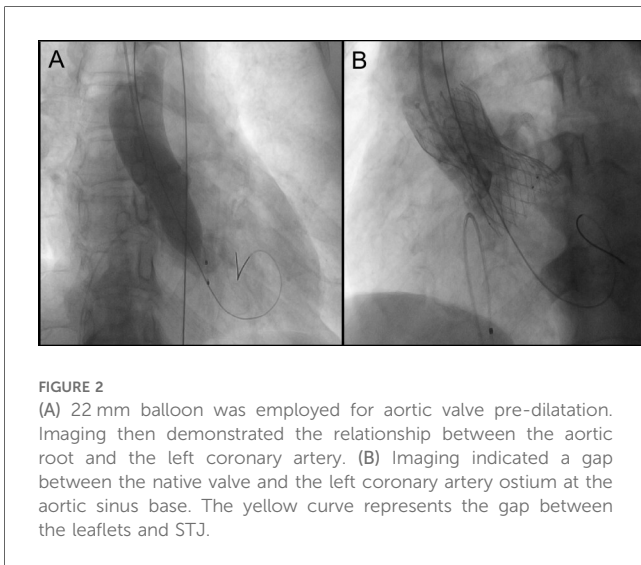 A
B
FIGURE 2
(A) 22 mm balloon was employed for aortic valve pre-dilatation.
Imaging then demonstrated the relationship between the aortic
root and the left coronary artery. (B) Imaging indicated a gap
between the native valve and the left coronary artery ostium at the
aortic sinus base. The yellow curve represents the gap between
the leaflets and STJ.